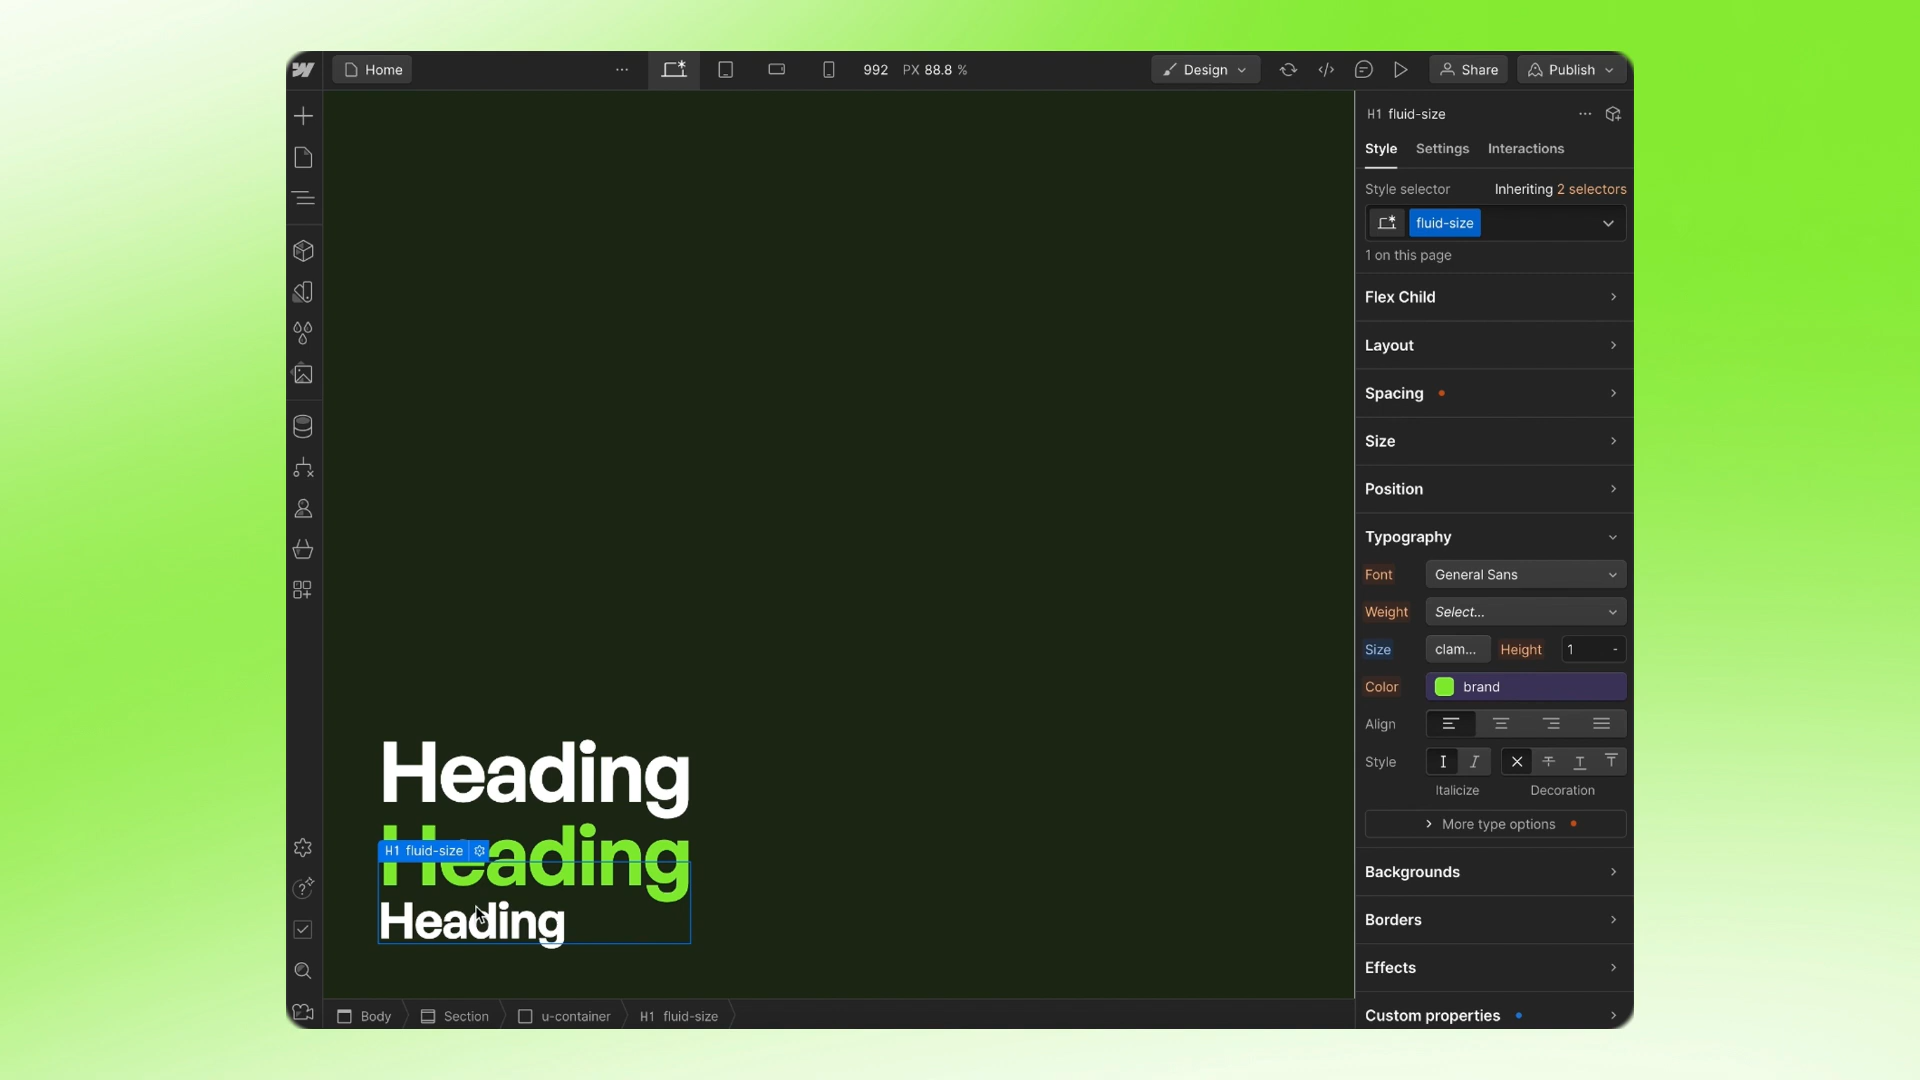 Home
992 PX 88.8 %
Design
Share
Publish
H1 fluid-size
Style Settings Interactions
Style selector Inheriting 2 selectors
fluid-size
1 on this page
Flex Child
Layout
Spacing
Size
Position
Typography
Font General Sans
Weight Select...
Size clam... Height 1 -
Color brand
Align
Style
Italicize Decoration
More type options
Backgrounds
Borders
Effects
Custom properties
Heading
Heading
H1 fluid-size
Heading
Body Section u-container H1 fluid-size